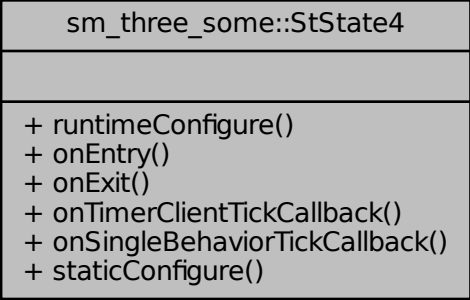 sm_three_some::StState4
+ runtimeConfigure()
+ onEntry()
+ onExit()
+ onTimerClientTickCallback()
+ onSingleBehaviorTickCallback()
+ staticConfigure()